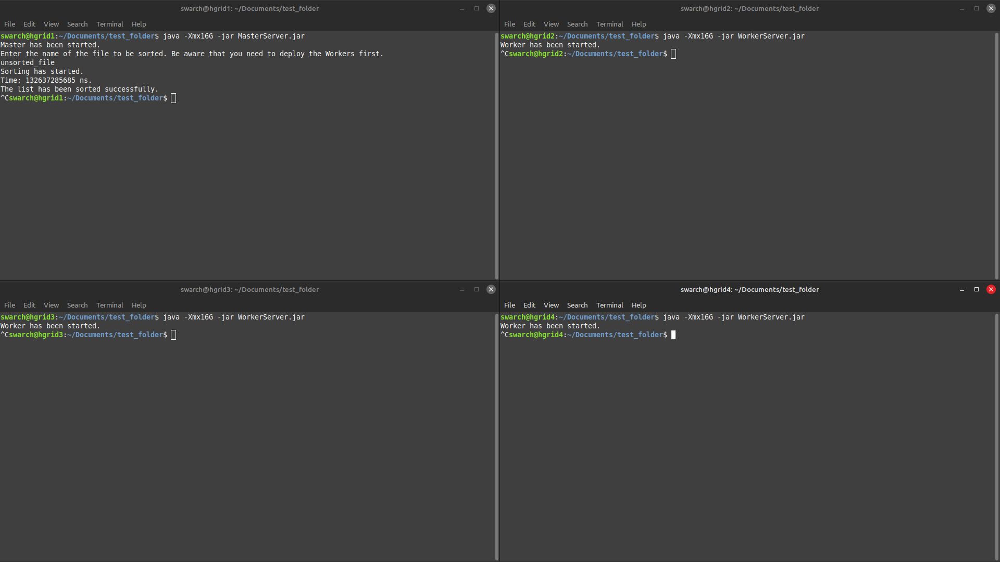 swarch@hgrid1: ~/Documents/test_folder
File Edit View Search Terminal Help
swarch@hgrid1:~/Documents/test_folder$ java -Xmx16G -jar MasterServer.jar
Master has been started.
Enter the name of the file to be sorted. Be aware that you need to deploy the Workers first.
unsorted_file
Sorting has started.
Time: 132637285685 ns.
The list has been sorted successfully.
^Cswarch@hgrid1:~/Documents/test_folder$
swarch@hgrid2: ~/Documents/test_folder
File Edit View Search Terminal Help
swarch@hgrid2:~/Documents/test_folder$ java -Xmx16G -jar WorkerServer.jar
Worker has been started.
^Cswarch@hgrid2:~/Documents/test_folder$
swarch@hgrid3: ~/Documents/test_folder
File Edit View Search Terminal Help
swarch@hgrid3:~/Documents/test_folder$ java -Xmx16G -jar WorkerServer.jar
Worker has been started.
^Cswarch@hgrid3:~/Documents/test_folder$
swarch@hgrid4: ~/Documents/test_folder
File Edit View Search Terminal Help
swarch@hgrid4:~/Documents/test_folder$ java -Xmx16G -jar WorkerServer.jar
Worker has been started.
^Cswarch@hgrid4:~/Documents/test_folder$